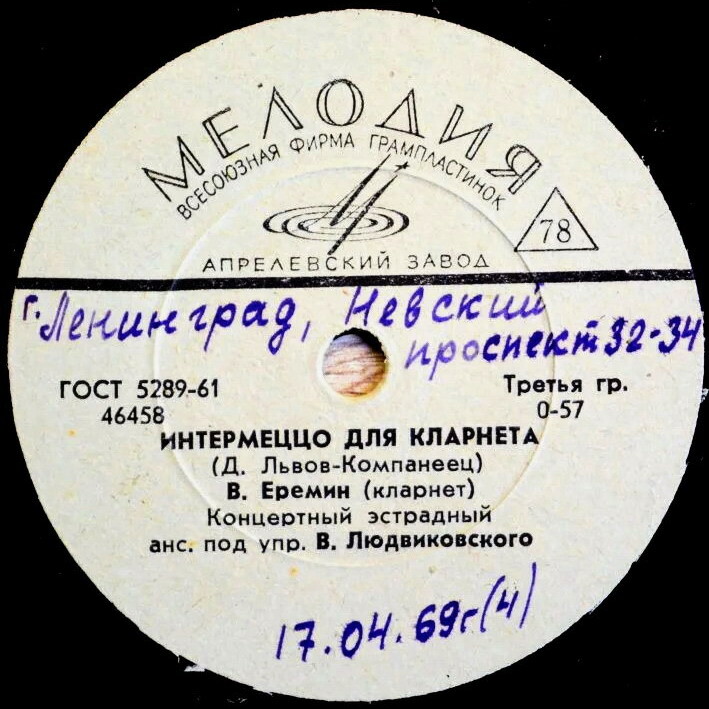 МЕЛОДИЯ
ВСЕСОЮЗНАЯ ФИРМА ГРАМПЛАСТИНОК
78
АПРЕЛЕВСКИЙ ЗАВОД
г. Ленинград, Невский
проспект 32-34
ГОСТ 5289-61
46458
Третья гр.
0-57
ИНТЕРМЕЦЦО ДЛЯ КЛАРНЕТА
(Д. Львов-Компанеец)
В. Еремин (кларнет)
Концертный эстрадный
анс. под упр. В. Людвиковского
17.04.69г(4)